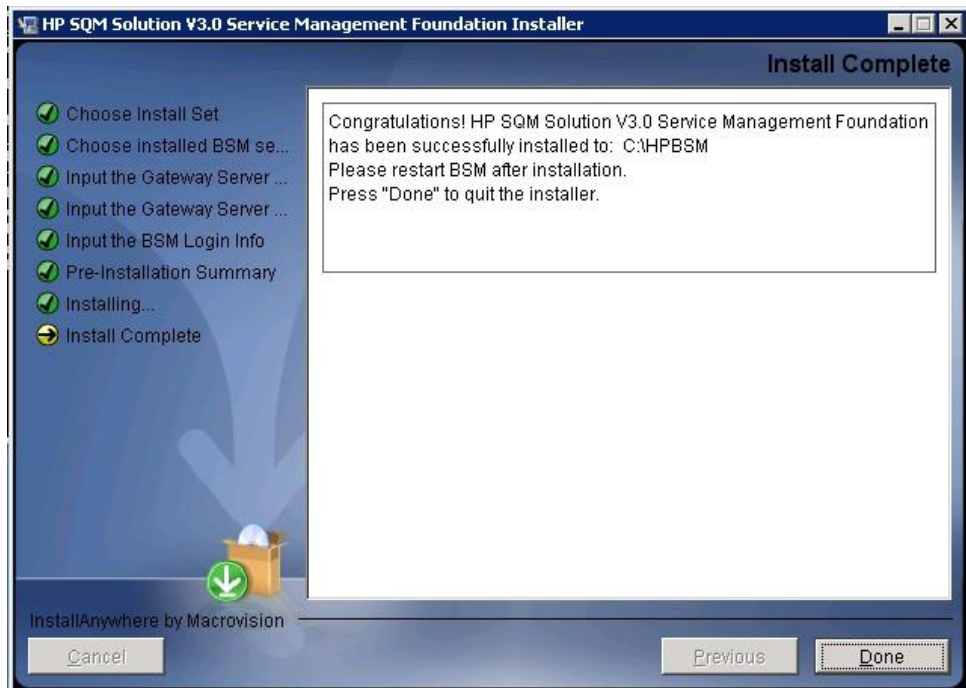 HP SQM Solution V3.0 Service Management Foundation Installer
Install Complete
Choose Install Set
Choose installed BSM se...
Input the Gateway Server ...
Input the Gateway Server ...
Input the BSM Login Info
Pre-Installation Summary
Installing...
Install Complete
Congratulations! HP SQM Solution V3.0 Service Management Foundation
has been successfully installed to:  C:\HPBSM
Please restart BSM after installation.
Press "Done" to quit the installer.
InstallAnywhere by Macrovision
Cancel
Previous
Done